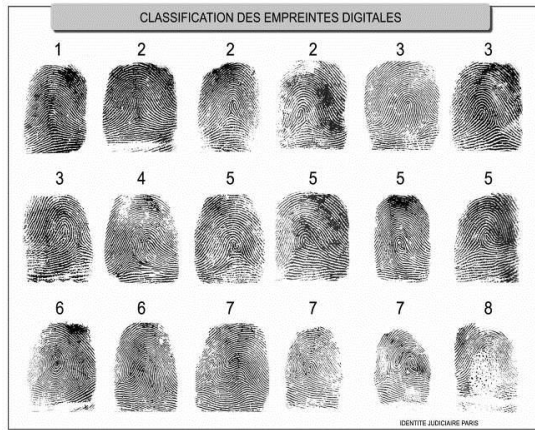 CLASSIFICATION DES EMPREINTES DIGITALES
1 2 2 2 3 3
3 4 5 5 5 5
6 6 7 7 7 8
IDENTITE JUDICIAIRE PARIS